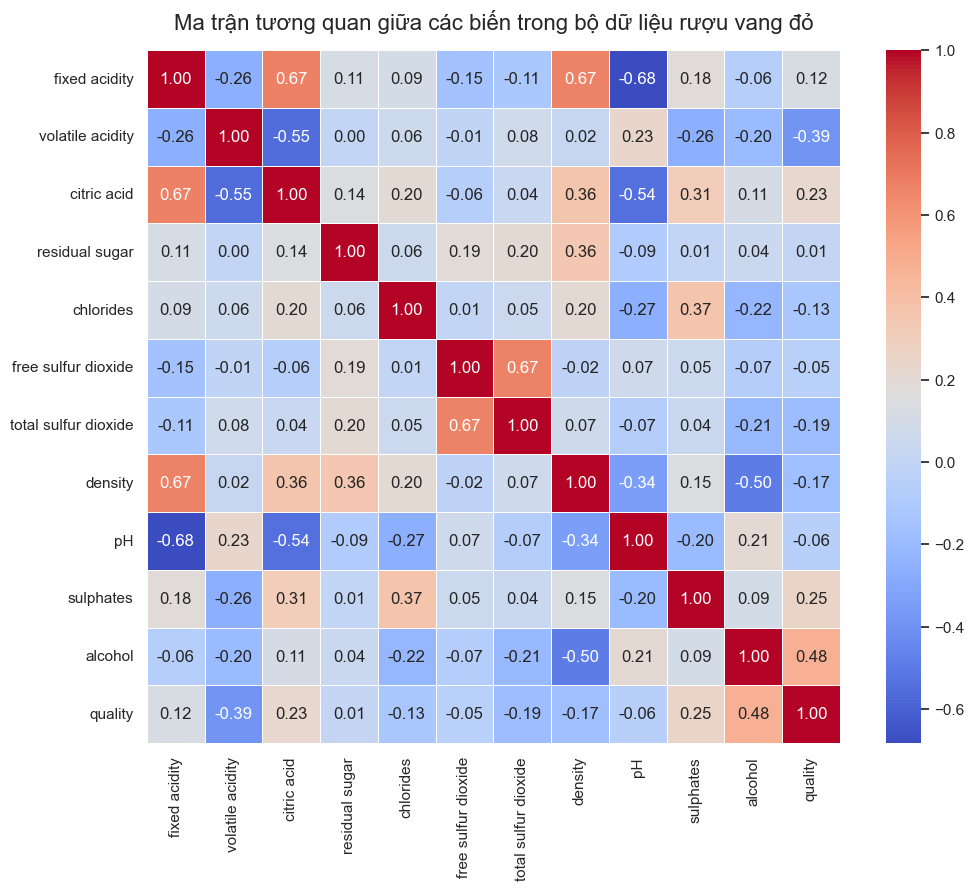 Ma trận tương quan giữa các biến trong bộ dữ liệu rượu vang đỏ
fixed acidity 1.00 -0.26 0.67 0.11 0.09 -0.15 -0.11 0.67 -0.68 0.18 -0.06 0.12
volatile acidity -0.26 1.00 -0.55 0.00 0.06 -0.01 0.08 0.02 0.23 -0.26 -0.20 -0.39
citric acid 0.67 -0.55 1.00 0.14 0.20 -0.06 0.04 0.36 -0.54 0.31 0.11 0.23
residual sugar 0.11 0.00 0.14 1.00 0.06 0.19 0.20 0.36 -0.09 0.01 0.04 0.01
chlorides 0.09 0.06 0.20 0.06 1.00 0.01 0.05 0.20 -0.27 0.37 -0.22 -0.13
free sulfur dioxide -0.15 -0.01 -0.06 0.19 0.01 1.00 0.67 -0.02 0.07 0.05 -0.07 -0.05
total sulfur dioxide -0.11 0.08 0.04 0.20 0.05 0.67 1.00 0.07 -0.07 0.04 -0.21 -0.19
density 0.67 0.02 0.36 0.36 0.20 -0.02 0.07 1.00 -0.34 0.15 -0.50 -0.17
pH -0.68 0.23 -0.54 -0.09 -0.27 0.07 -0.07 -0.34 1.00 -0.20 0.21 -0.06
sulphates 0.18 -0.26 0.31 0.01 0.37 0.05 0.04 0.15 -0.20 1.00 0.09 0.25
alcohol -0.06 -0.20 0.11 0.04 -0.22 -0.07 -0.21 -0.50 0.21 0.09 1.00 0.48
quality 0.12 -0.39 0.23 0.01 -0.13 -0.05 -0.19 -0.17 -0.06 0.25 0.48 1.00
fixed acidity
volatile acidity
citric acid
residual sugar
chlorides
free sulfur dioxide
total sulfur dioxide
density
pH
sulphates
alcohol
quality
1.0
0.8
0.6
0.4
0.2
0.0
−0.2
−0.4
−0.6